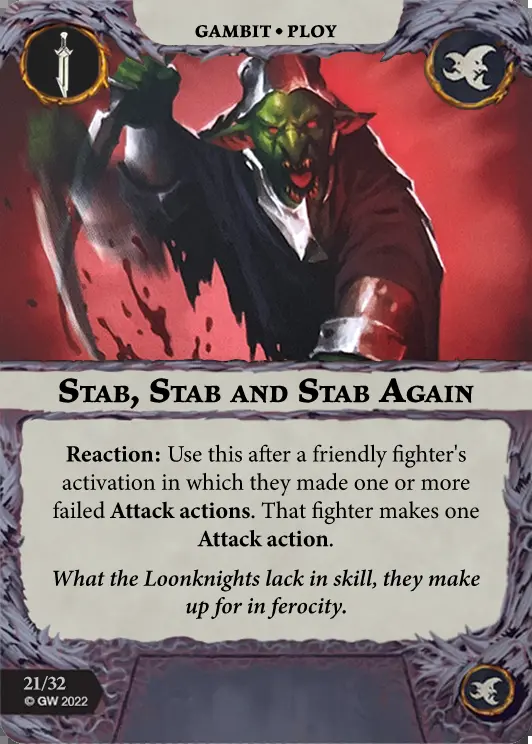 GAMBIT • PLOY
STAB, STAB AND STAB AGAIN
Reaction: Use this after a friendly fighter's
activation in which they made one or more
failed Attack actions. That fighter makes one
Attack action.
What the Loonknights lack in skill, they make
up for in ferocity.
21/32
© GW 2022